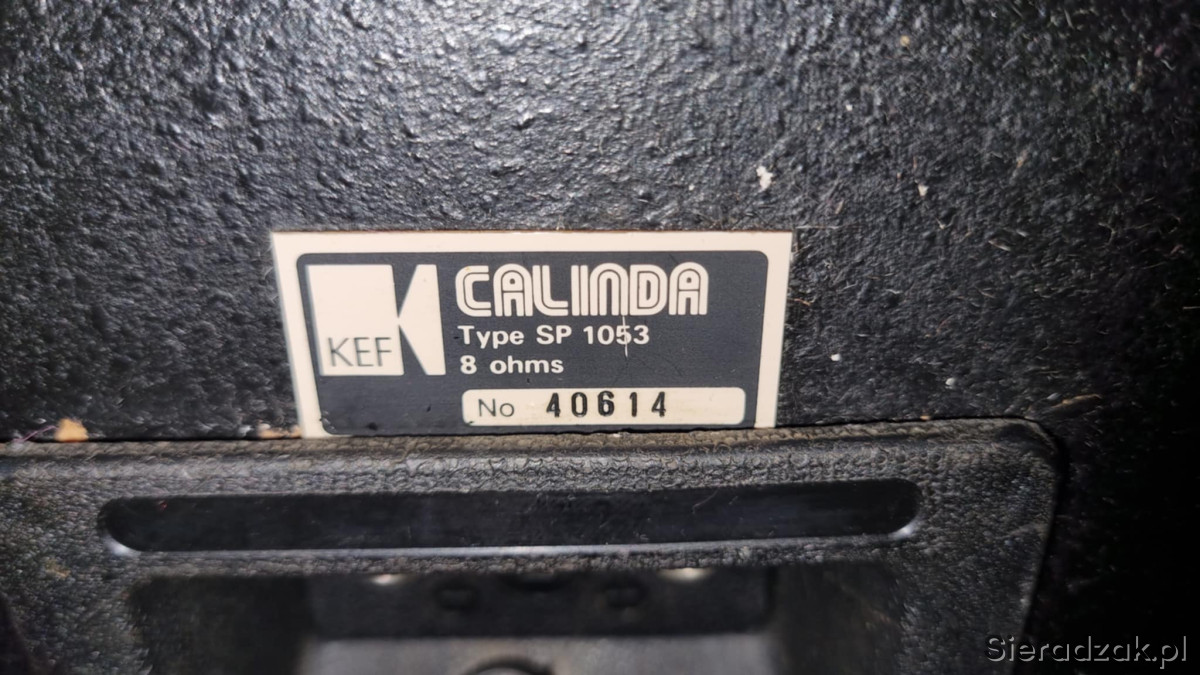 KEF
CALINDA
Type SP 1053
8 ohms
No 40614
Sieradzak.pl